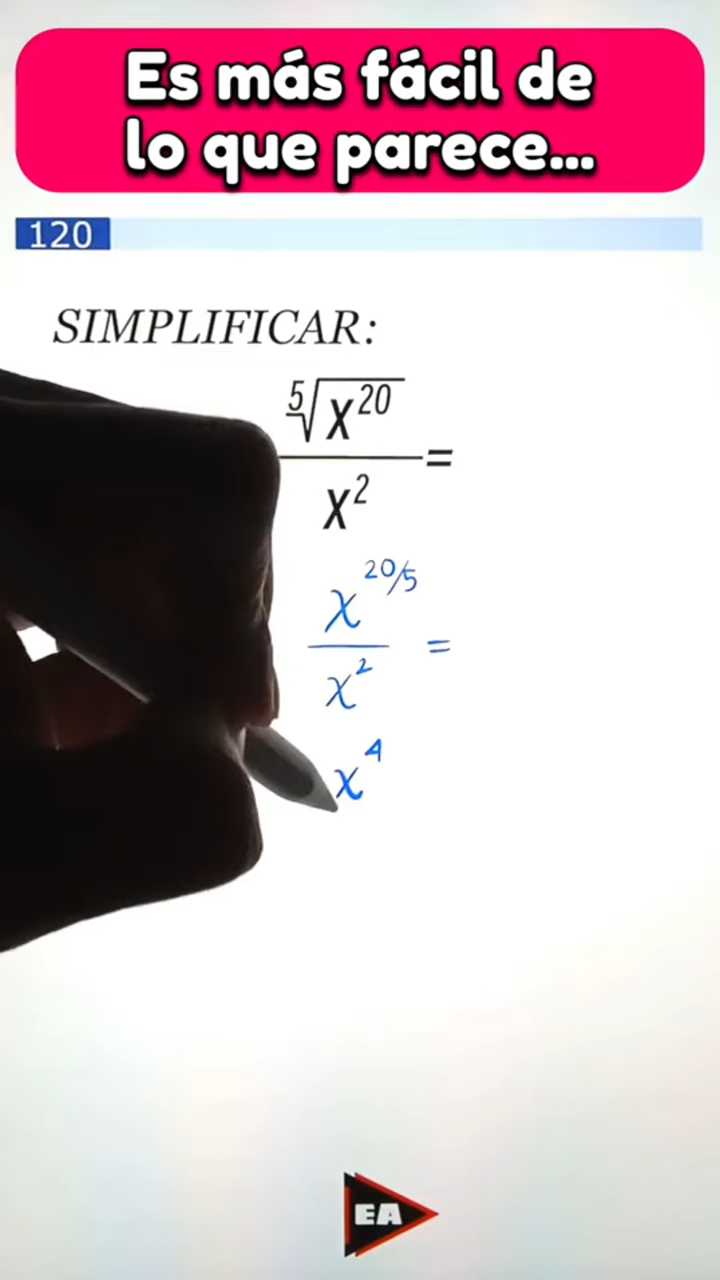 Es más fácil de
lo que parece...
120
SIMPLIFICAR:
⁵√x²⁰
x² =
x^20/5
x² =
x⁴
EA